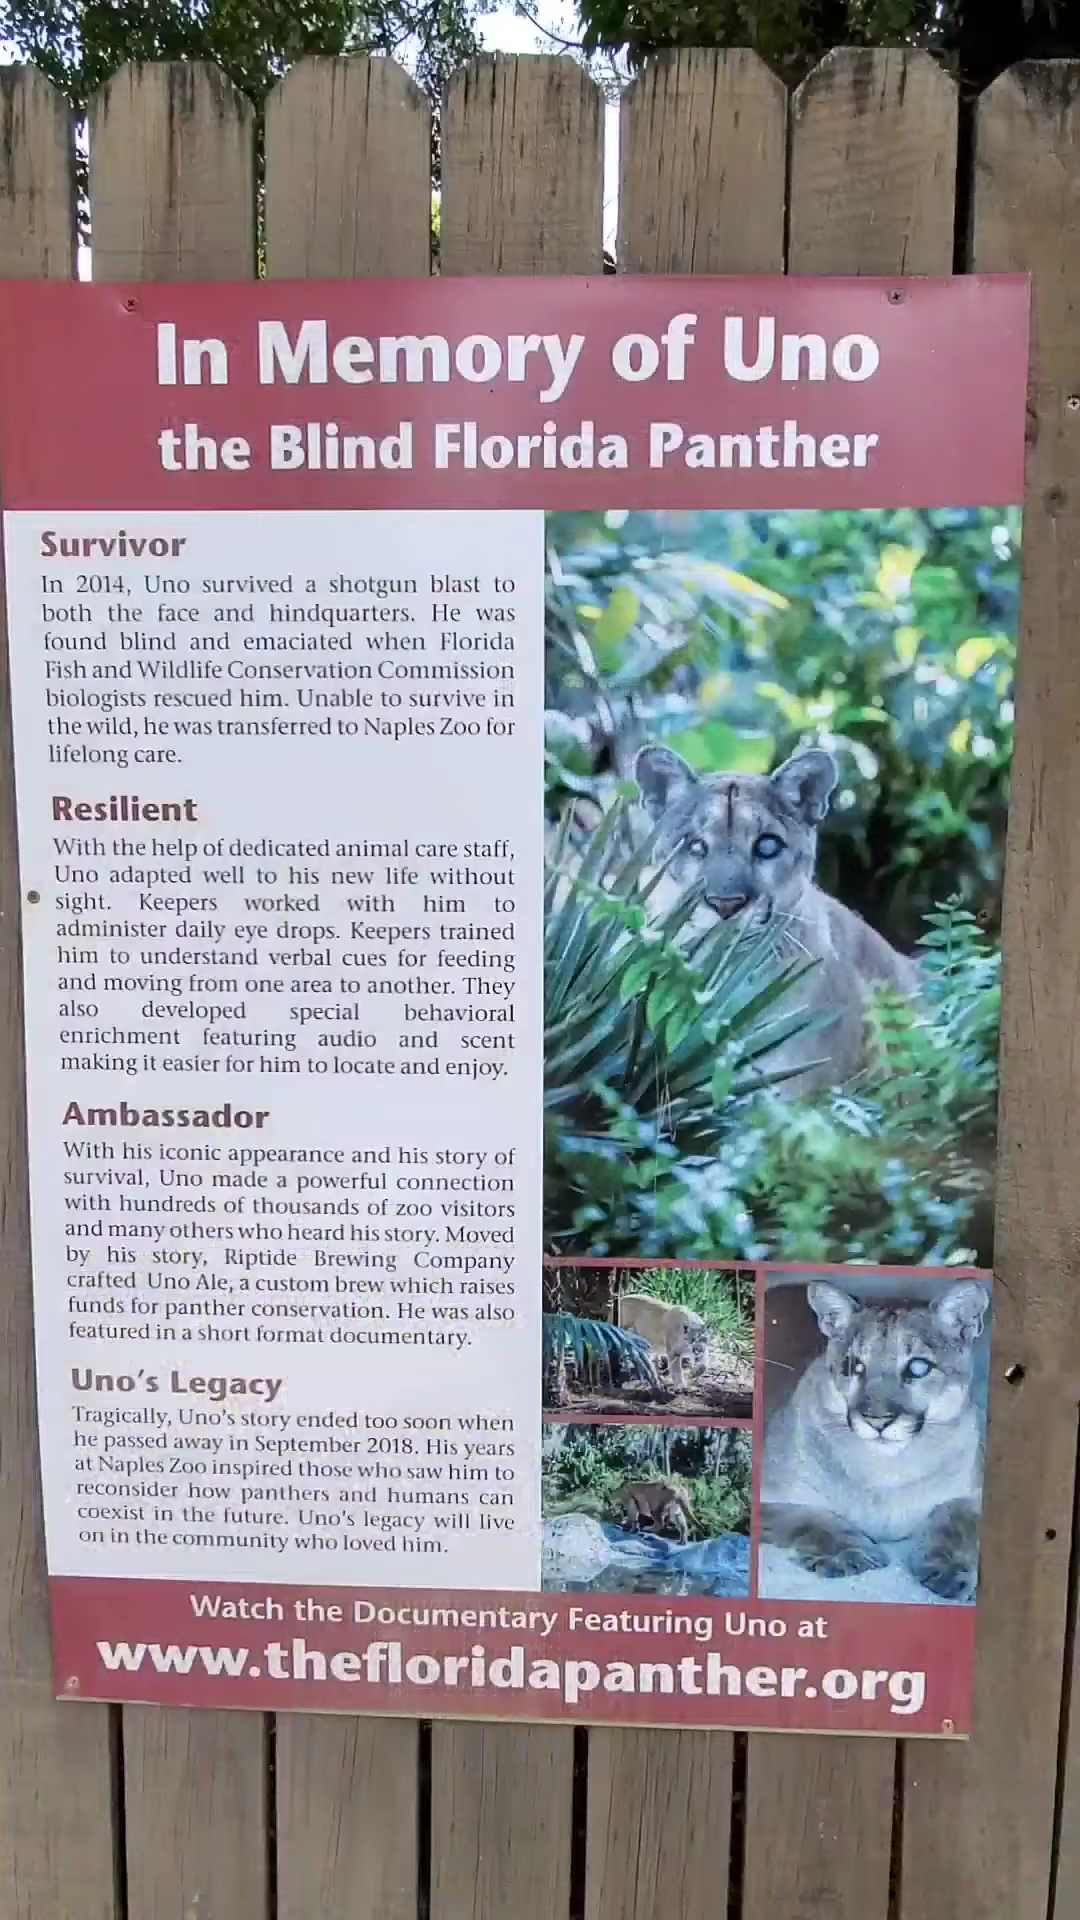 In Memory of Uno
the Blind Florida Panther
Survivor
In 2014, Uno survived a shotgun blast to
both the face and hindquarters. He was
found blind and emaciated when Florida
Fish and Wildlife Conservation Commission
biologists rescued him. Unable to survive in
the wild, he was transferred to Naples Zoo for
lifelong care.
Resilient
With the help of dedicated animal care staff,
Uno adapted well to his new life without
sight. Keepers worked with him to
administer daily eye drops. Keepers trained
him to understand verbal cues for feeding
and moving from one area to another. They
also developed special behavioral
enrichment featuring audio and scent
making it easier for him to locate and enjoy.
Ambassador
With his iconic appearance and his story of
survival, Uno made a powerful connection
with hundreds of thousands of zoo visitors
and many others who heard his story. Moved
by his story, Riptide Brewing Company
crafted Uno Ale, a custom brew which raises
funds for panther conservation. He was also
featured in a short format documentary.
Uno's Legacy
Tragically, Uno's story ended too soon when
he passed away in September 2018. His years
at Naples Zoo inspired those who saw him to
reconsider how panthers and humans can
coexist in the future. Uno's legacy will live
on in the community who loved him.
Watch the Documentary Featuring Uno at
www.thefloridapanther.org